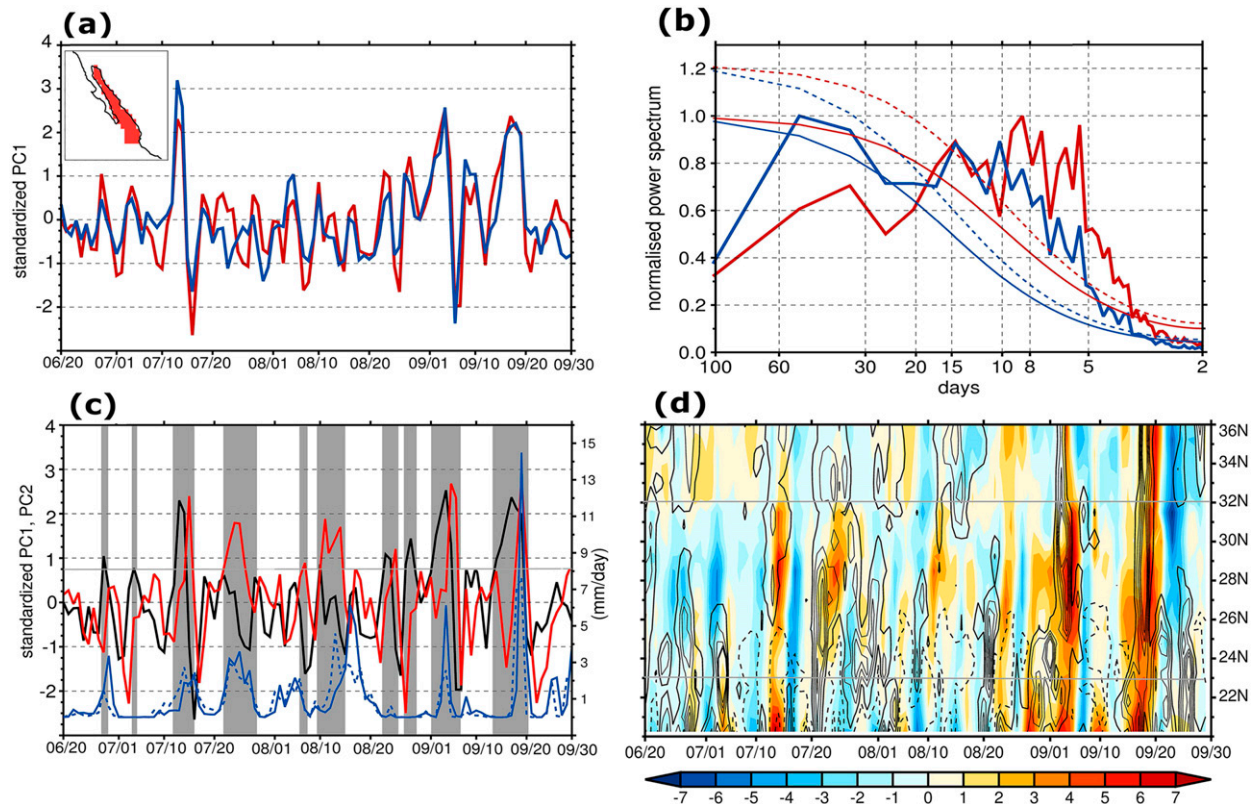 (a)
standardized PC1
4
3
2
1
0
-1
-2
06/20 07/01 07/10 07/20 08/01 08/10 08/20 09/01 09/10 09/20 09/30
(b)
normalised power spectrum
1.2
1.0
0.8
0.6
0.4
0.2
0.0
100 60 30 20 15 10 8 5 2
days
(c)
standardized PC1, PC2
4
3
2
1
0
-1
-2
15
13
11
9
7
5
3
1
(mm/day)
06/20 07/01 07/10 07/20 08/01 08/10 08/20 09/01 09/10 09/20 09/30
(d)
36N
34N
32N
30N
28N
26N
24N
22N
06/20 07/01 07/10 07/20 08/01 08/10 08/20 09/01 09/10 09/20 09/30
-7 -6 -5 -4 -3 -2 -1 0 1 2 3 4 5 6 7